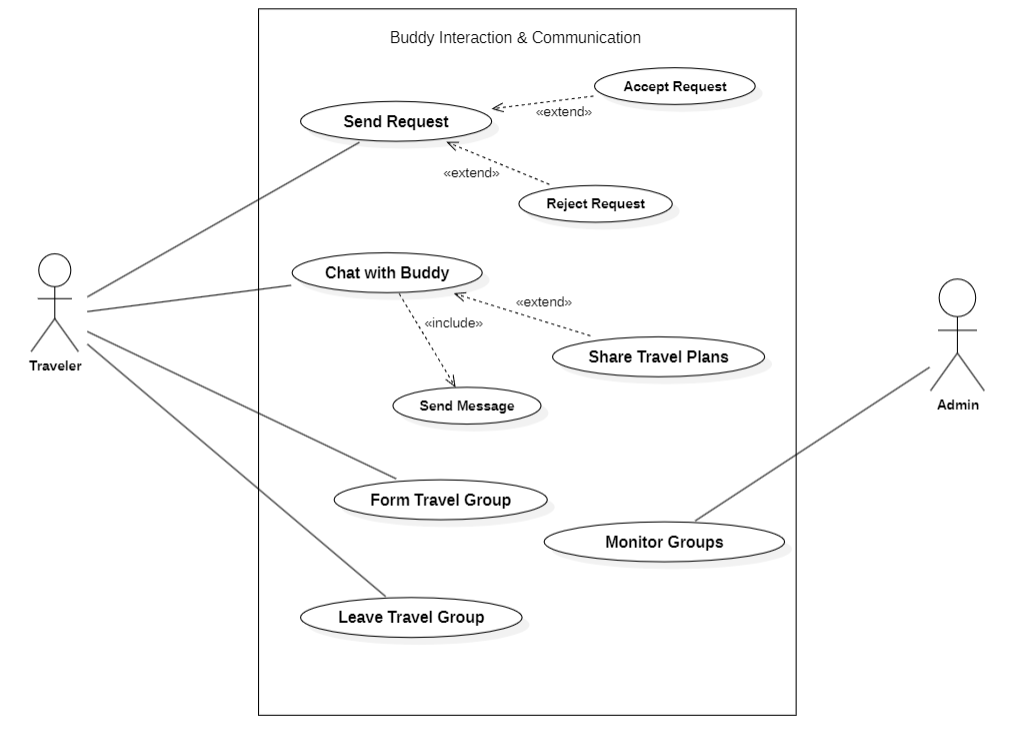 Buddy Interaction & Communication
Accept Request
«extend»
Send Request
«extend»
Reject Request
Chat with Buddy
«extend»
«include»
Share Travel Plans
Traveler
Send Message
Admin
Form Travel Group
Monitor Groups
Leave Travel Group